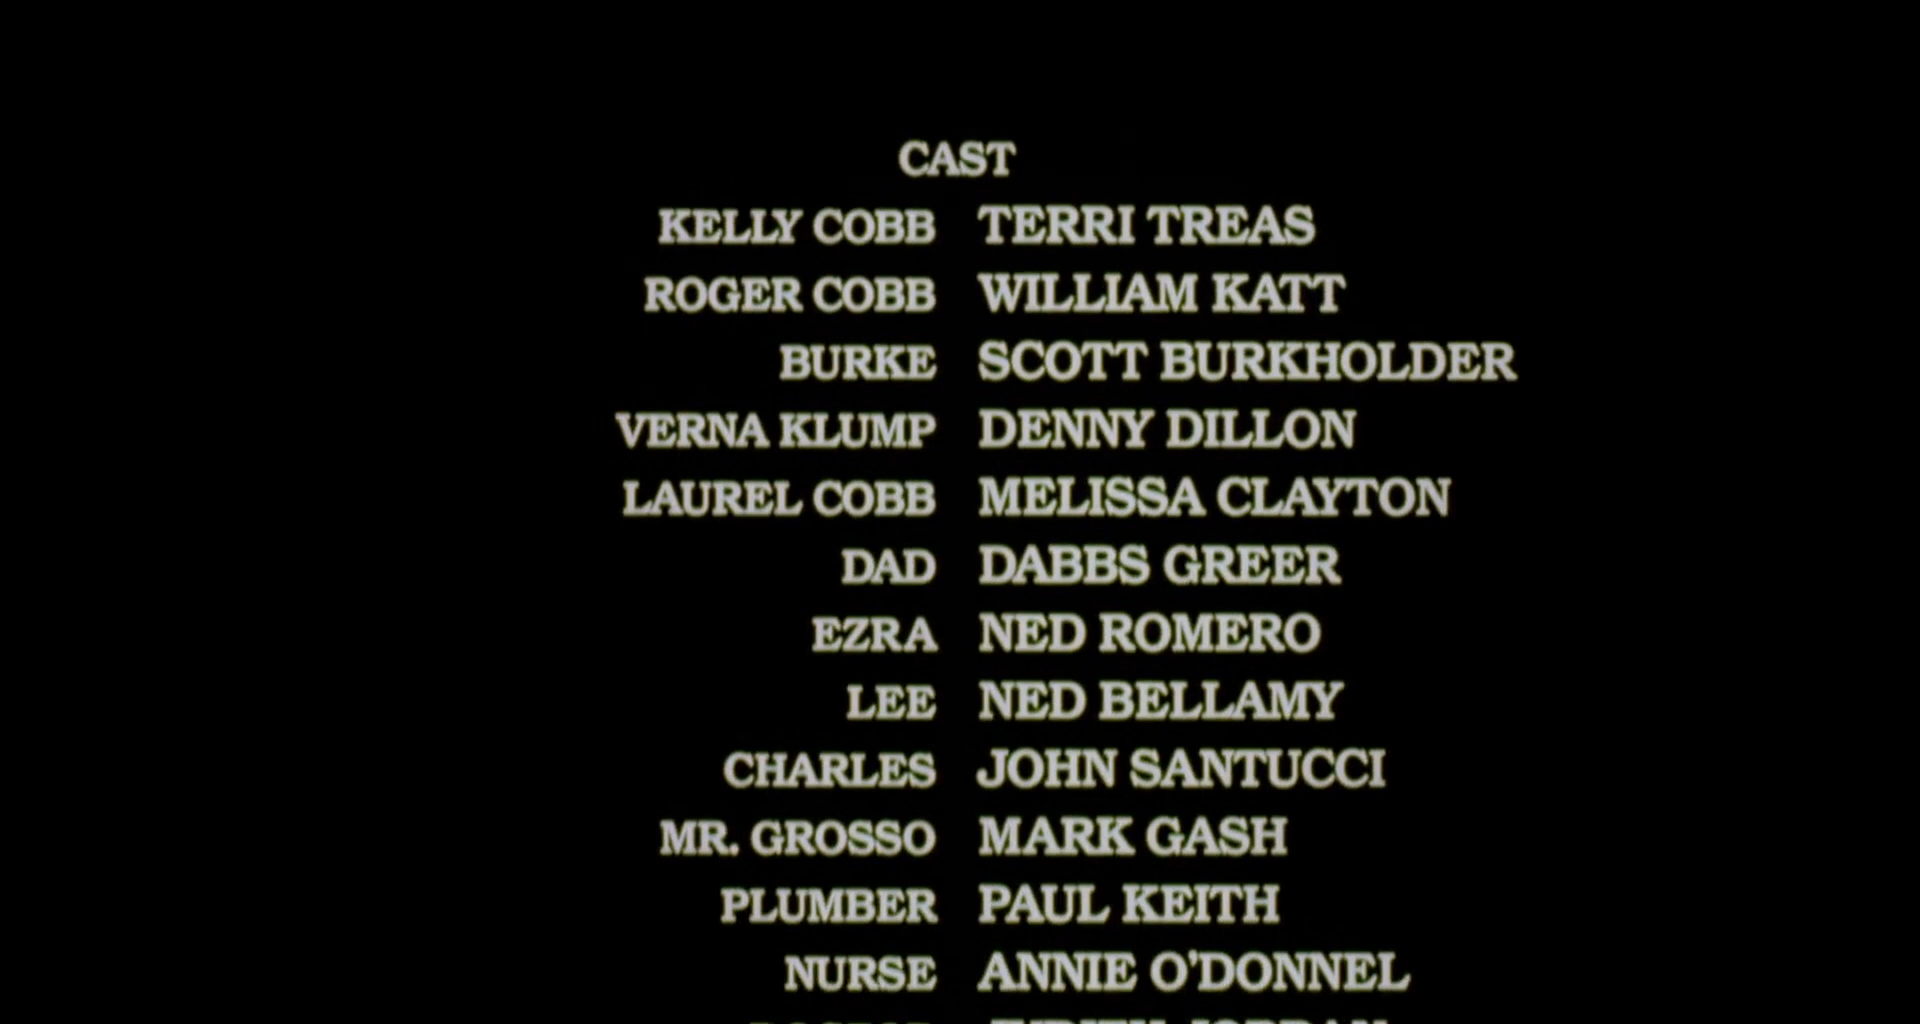 CAST
KELLY COBB TERRI TREAS
ROGER COBB WILLIAM KATT
BURKE SCOTT BURKHOLDER
VERNA KLUMP DENNY DILLON
LAUREL COBB MELISSA CLAYTON
DAD DABBS GREER
EZRA NED ROMERO
LEE NED BELLAMY
CHARLES JOHN SANTUCCI
MR. GROSSO MARK GASH
PLUMBER PAUL KEITH
NURSE ANNIE O'DONNEL